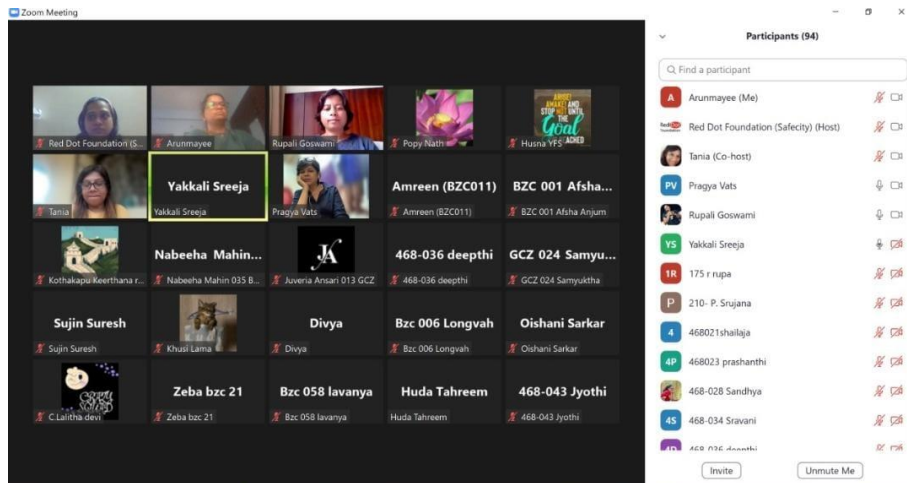 Zoom Meeting
Participants (94)
Find a participant
Arunmayee (Me)
Red Dot Foundation (Safecity) (Host)
Tania (Co-host)
Pragya Vats
Rupali Goswami
Yakkali Sreeja
175 r rupa
210- P. Srujana
468021shailaja
468023 prashanthi
468-028 Sandhya
468-034 Sravani
468-036 deepthi
Invite
Unmute Me
A
PV
YS
1R
P
4
4P
4S
4D
Red Dot Foundation (S...
Arunmayee
Rupali Goswami
Popy Nath
ARISE!
AWAKE! AND
STOP NOT UNTIL
THE
Goal
Husna YFS
Tania
Yakkali Sreeja
Yakkali Sreeja
Pragya Vats
Amreen (BZC011)
Amreen (BZC011)
BZC 001 Afsha...
BZC 001 Afsha Anjum
Kothakapu Keerthana r...
Nabeeha Mahin...
Nabeeha Mahin 035 B...
JA
Juveria Ansari 013 GCZ
468-036 deepthi
468-036 deepthi
GCZ 024 Samyu...
GCZ 024 Samyuktha
Sujin Suresh
Sujin Suresh
Khusi Lama
Divya
Divya
Bzc 006 Longvah
Bzc 006 Longvah
Oishani Sarkar
Oishani Sarkar
C.Lalitha devi
Zeba bzc 21
Zeba bzc 21
Bzc 058 lavanya
Bzc 058 lavanya
Huda Tahreem
Huda Tahreem
468-043 Jyothi
468-043 Jyothi